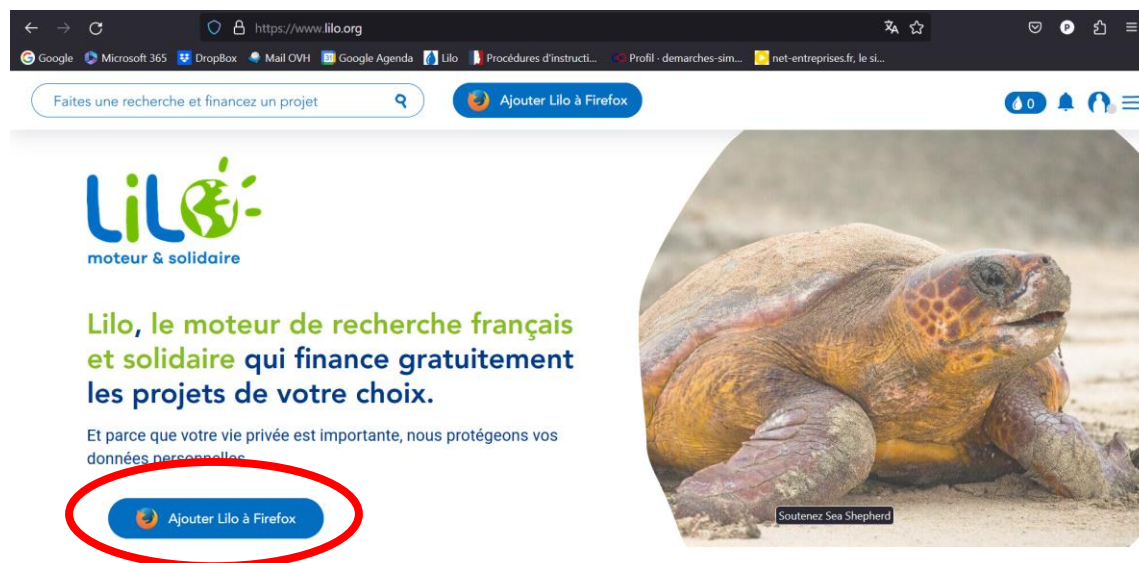 https://www.lilo.org
Google Microsoft 365 DropBox Mail OVH Google Agenda Lilo Procédures d'instructi... Profil · demarches-sim... net-entreprises.fr, le si...
Faites une recherche et financez un projet
Ajouter Lilo à Firefox
0
LiLO
moteur & solidaire
Lilo, le moteur de recherche français
et solidaire qui finance gratuitement
les projets de votre choix.
Et parce que votre vie privée est importante, nous protégeons vos
données personnelles
Ajouter Lilo à Firefox
Soutenez Sea Shepherd